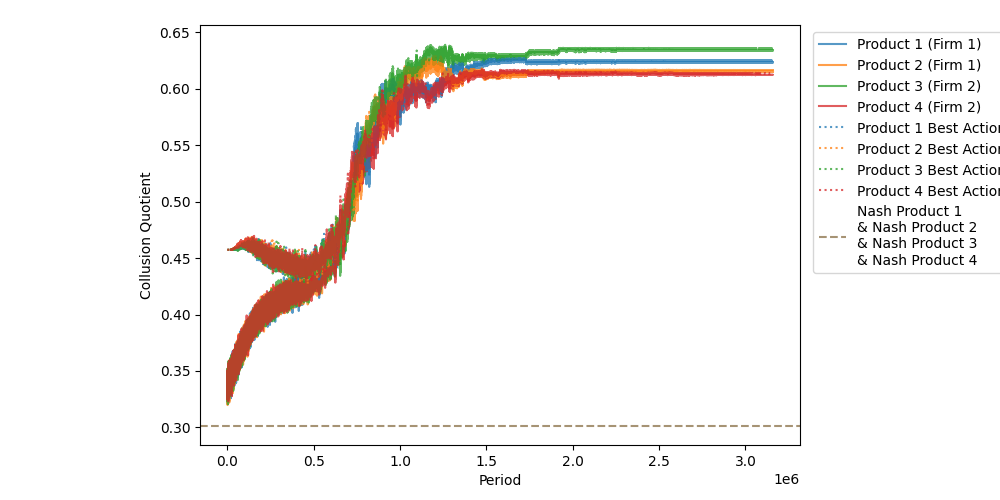 0.65
0.60
0.55
0.50
0.45
0.40
0.35
0.30
Collusion Quotient
0.0
0.5
1.0
1.5
2.0
2.5
3.0
1e6
Period
Product 1 (Firm 1)
Product 2 (Firm 1)
Product 3 (Firm 2)
Product 4 (Firm 2)
Product 1 Best Action
Product 2 Best Action
Product 3 Best Action
Product 4 Best Action
Nash Product 1
& Nash Product 2
& Nash Product 3
& Nash Product 4